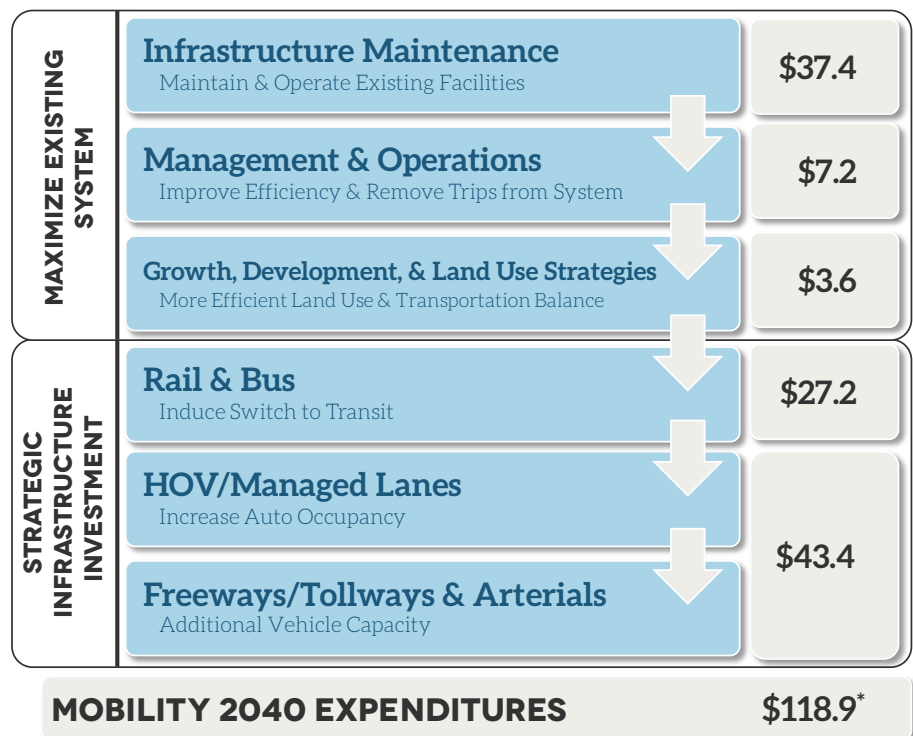 MAXIMIZE EXISTING
SYSTEM
Infrastructure Maintenance
Maintain & Operate Existing Facilities
$37.4
Management & Operations
Improve Efficiency & Remove Trips from System
$7.2
Growth, Development, & Land Use Strategies
More Efficient Land Use & Transportation Balance
$3.6
STRATEGIC
INFRASTRUCTURE
INVESTMENT
Rail & Bus
Induce Switch to Transit
$27.2
HOV/Managed Lanes
Increase Auto Occupancy
$43.4
Freeways/Tollways & Arterials
Additional Vehicle Capacity
MOBILITY 2040 EXPENDITURES
$118.9*